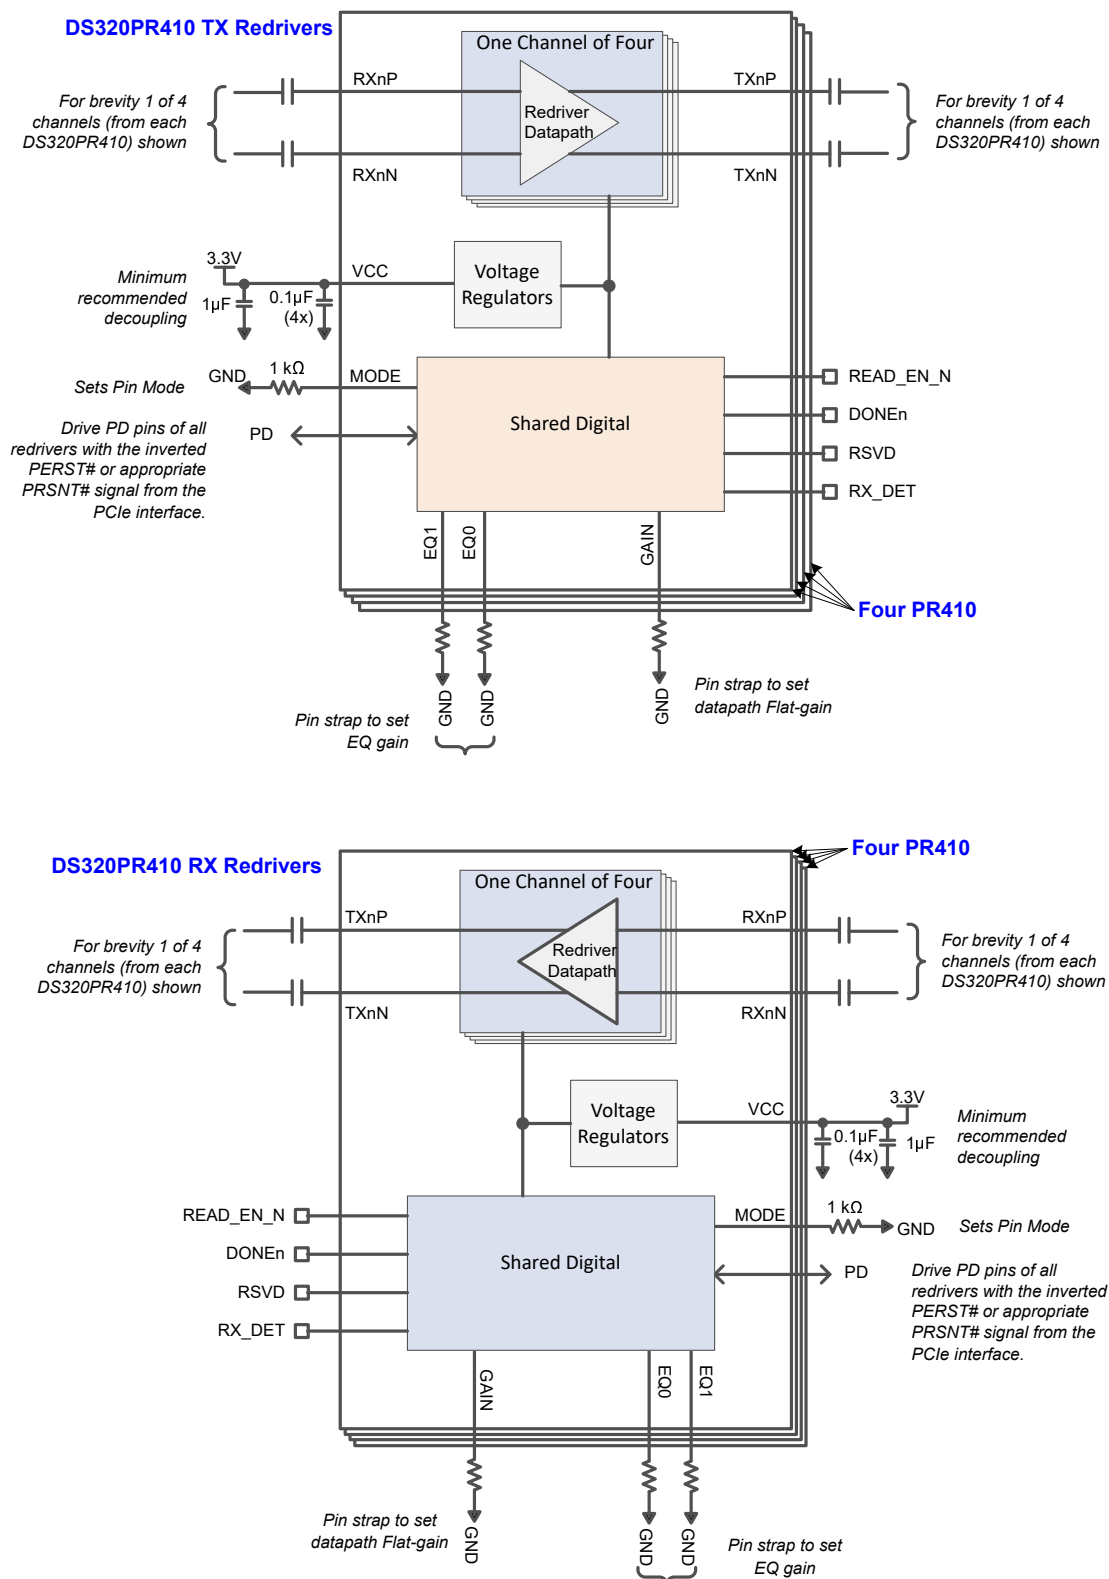 DS320PR410 TX Redrivers
One Channel of Four
RXnP
TXnP
For brevity 1 of 4
channels (from each
DS320PR410) shown
Redriver
Datapath
For brevity 1 of 4
channels (from each
DS320PR410) shown
RXnN
TXnN
3.3V
VCC
Voltage
Regulators
Minimum
recommended
decoupling
1µF
0.1µF
(4x)
GND
1 kΩ
MODE
Sets Pin Mode
READ_EN_N
DONEn
RSVD
RX_DET
Shared Digital
PD
Drive PD pins of all
redrivers with the inverted
PERST# or appropriate
PRSNT# signal from the
PCIe interface.
EQ1
EQ0
GAIN
Four PR410
GND
GND
GND
Pin strap to set
EQ gain
Pin strap to set
datapath Flat-gain
DS320PR410 RX Redrivers
Four PR410
One Channel of Four
TXnP
RXnP
For brevity 1 of 4
channels (from each
DS320PR410) shown
Redriver
Datapath
For brevity 1 of 4
channels (from each
DS320PR410) shown
TXnN
RXnN
Voltage
Regulators
VCC
3.3V
0.1µF
(4x)
1µF
Minimum
recommended
decoupling
READ_EN_N
DONEn
RSVD
RX_DET
Shared Digital
MODE
1 kΩ
GND
Sets Pin Mode
PD
Drive PD pins of all
redrivers with the inverted
PERST# or appropriate
PRSNT# signal from the
PCIe interface.
GAIN
EQ0
EQ1
Pin strap to set
datapath Flat-gain
GND
GND
GND
Pin strap to set
EQ gain